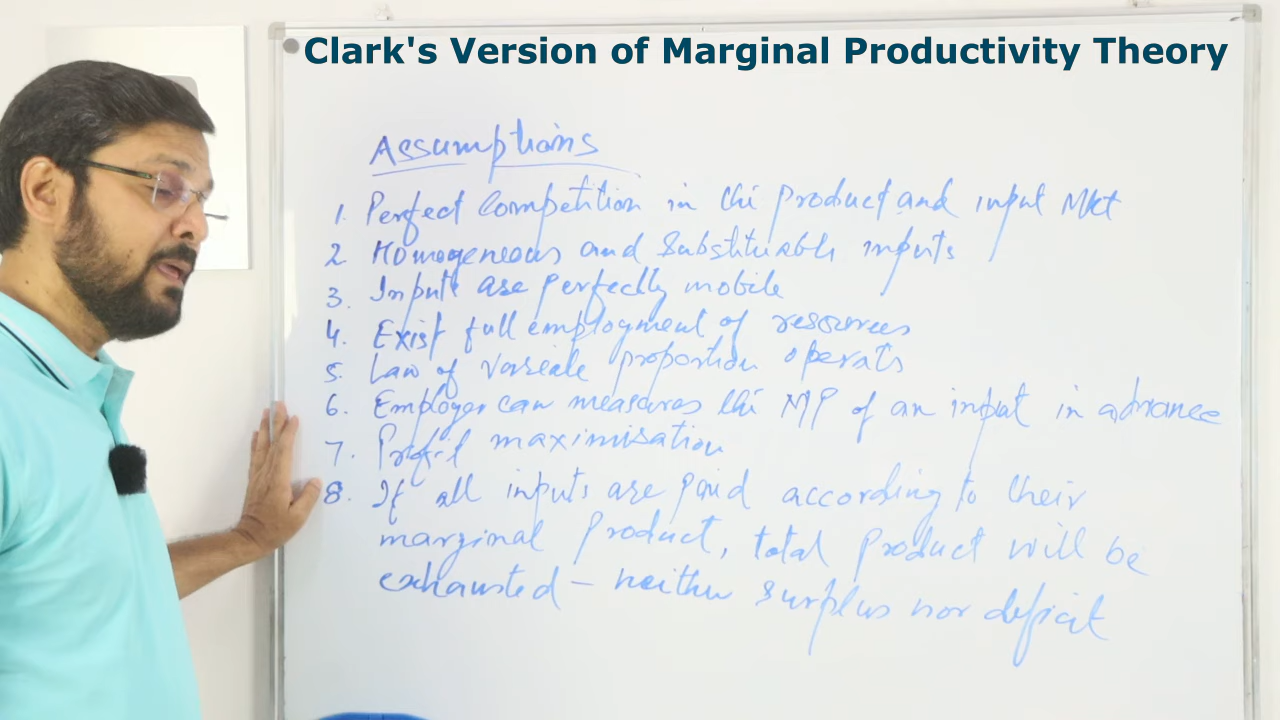 Clark's Version of Marginal Productivity Theory
Assumptions
1. Perfect Competition in the product and input Mkt
2 Homogeneous and Substituable inputs
3. Inputs are perfectly mobile
4. Exist full employment of resources
5. Law of Variable proportion operats
6. Employer can measures the MP of an input in advance
7. Profit maximisation
8. If all inputs are paid according to their
marginal product, total product will be
exhausted – neither surplus nor deficit